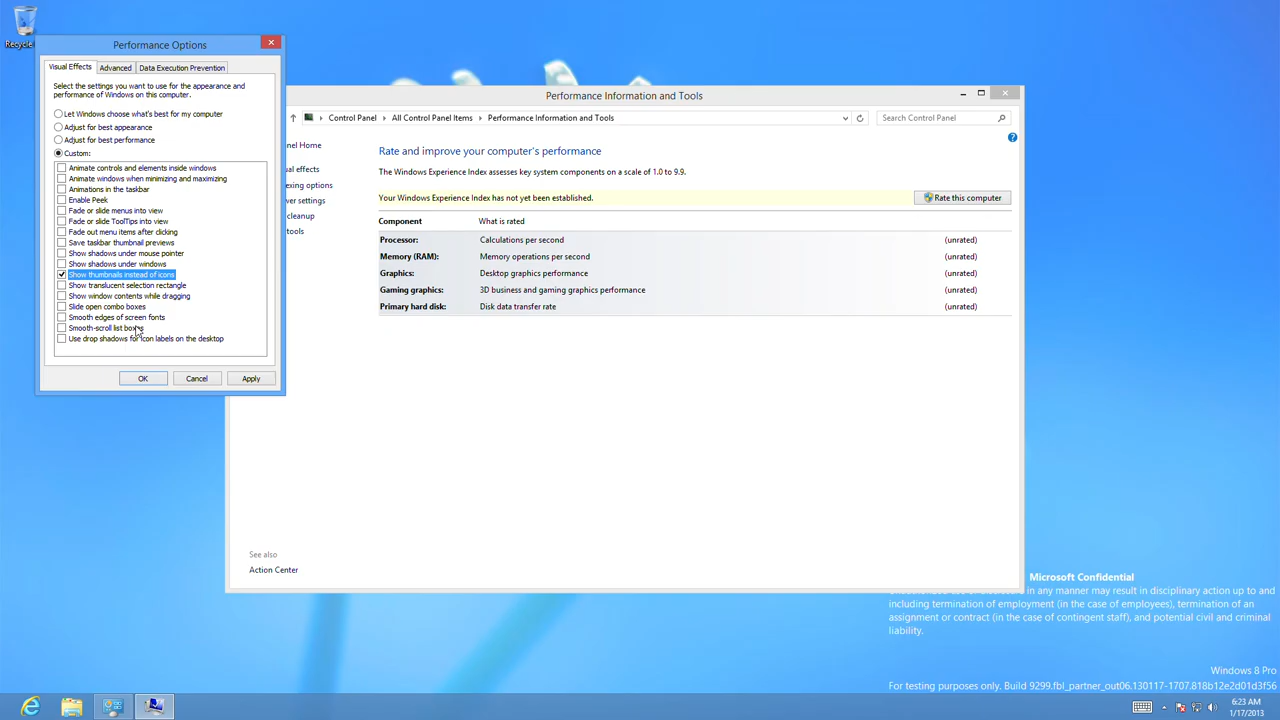 Recycle
Performance Options
Visual Effects
Advanced
Data Execution Prevention
Select the settings you want to use for the appearance and
performance of Windows on this computer.
Let Windows choose what's best for my computer
Adjust for best appearance
Adjust for best performance
Custom:
Animate controls and elements inside windows
Animate windows when minimizing and maximizing
Animations in the taskbar
Enable Peek
Fade or slide menus into view
Fade or slide ToolTips into view
Fade out menu items after clicking
Save taskbar thumbnail previews
Show shadows under mouse pointer
Show shadows under windows
Show thumbnails instead of icons
Show translucent selection rectangle
Show window contents while dragging
Slide open combo boxes
Smooth edges of screen fonts
Smooth-scroll list boxes
Use drop shadows for icon labels on the desktop
OK
Cancel
Apply
Performance Information and Tools
Control Panel
All Control Panel Items
Performance Information and Tools
Search Control Panel
nel Home
ual effects
exing options
wer settings
cleanup
tools
Rate and improve your computer's performance
The Windows Experience Index assesses key system components on a scale of 1.0 to 9.9.
Your Windows Experience Index has not yet been established.
Rate this computer
Component What is rated
Processor: Calculations per second (unrated)
Memory (RAM): Memory operations per second (unrated)
Graphics: Desktop graphics performance (unrated)
Gaming graphics: 3D business and gaming graphics performance (unrated)
Primary hard disk: Disk data transfer rate (unrated)
See also
Action Center
Microsoft Confidential
in any manner may result in disciplinary action up to and
including termination of employment (in the case of employees), termination of an
assignment or contract (in the case of contingent staff), and potential civil and criminal
liability.
Windows 8 Pro
For testing purposes only. Build 9299.fbl_partner_out06.130117-1707.818b12e2d01d3f56
6:23 AM
1/17/2013